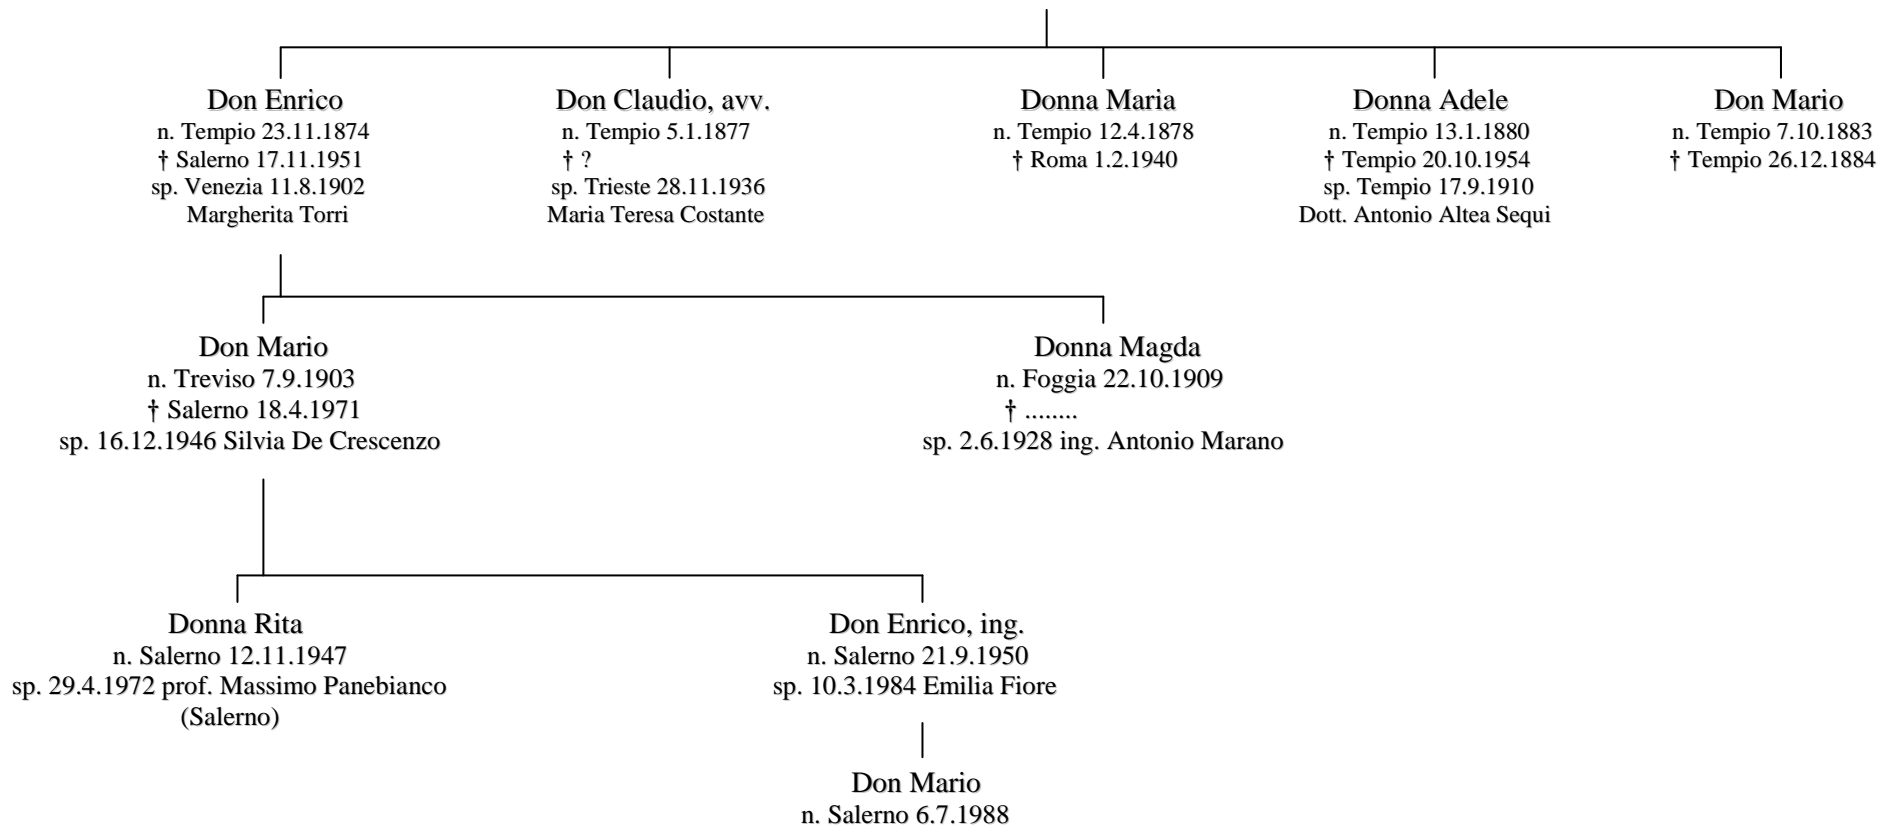 Don Enrico
n. Tempio 23.11.1874
† Salerno 17.11.1951
sp. Venezia 11.8.1902
Margherita Torri
Don Claudio, avv.
n. Tempio 5.1.1877
† ?
sp. Trieste 28.11.1936
Maria Teresa Costante
Donna Maria
n. Tempio 12.4.1878
† Roma 1.2.1940
Donna Adele
n. Tempio 13.1.1880
† Tempio 20.10.1954
sp. Tempio 17.9.1910
Dott. Antonio Altea Sequi
Don Mario
n. Tempio 7.10.1883
† Tempio 26.12.1884
Don Mario
n. Treviso 7.9.1903
† Salerno 18.4.1971
sp. 16.12.1946 Silvia De Crescenzo
Donna Magda
n. Foggia 22.10.1909
† ........
sp. 2.6.1928 ing. Antonio Marano
Donna Rita
n. Salerno 12.11.1947
sp. 29.4.1972 prof. Massimo Panebianco
(Salerno)
Don Enrico, ing.
n. Salerno 21.9.1950
sp. 10.3.1984 Emilia Fiore
Don Mario
n. Salerno 6.7.1988